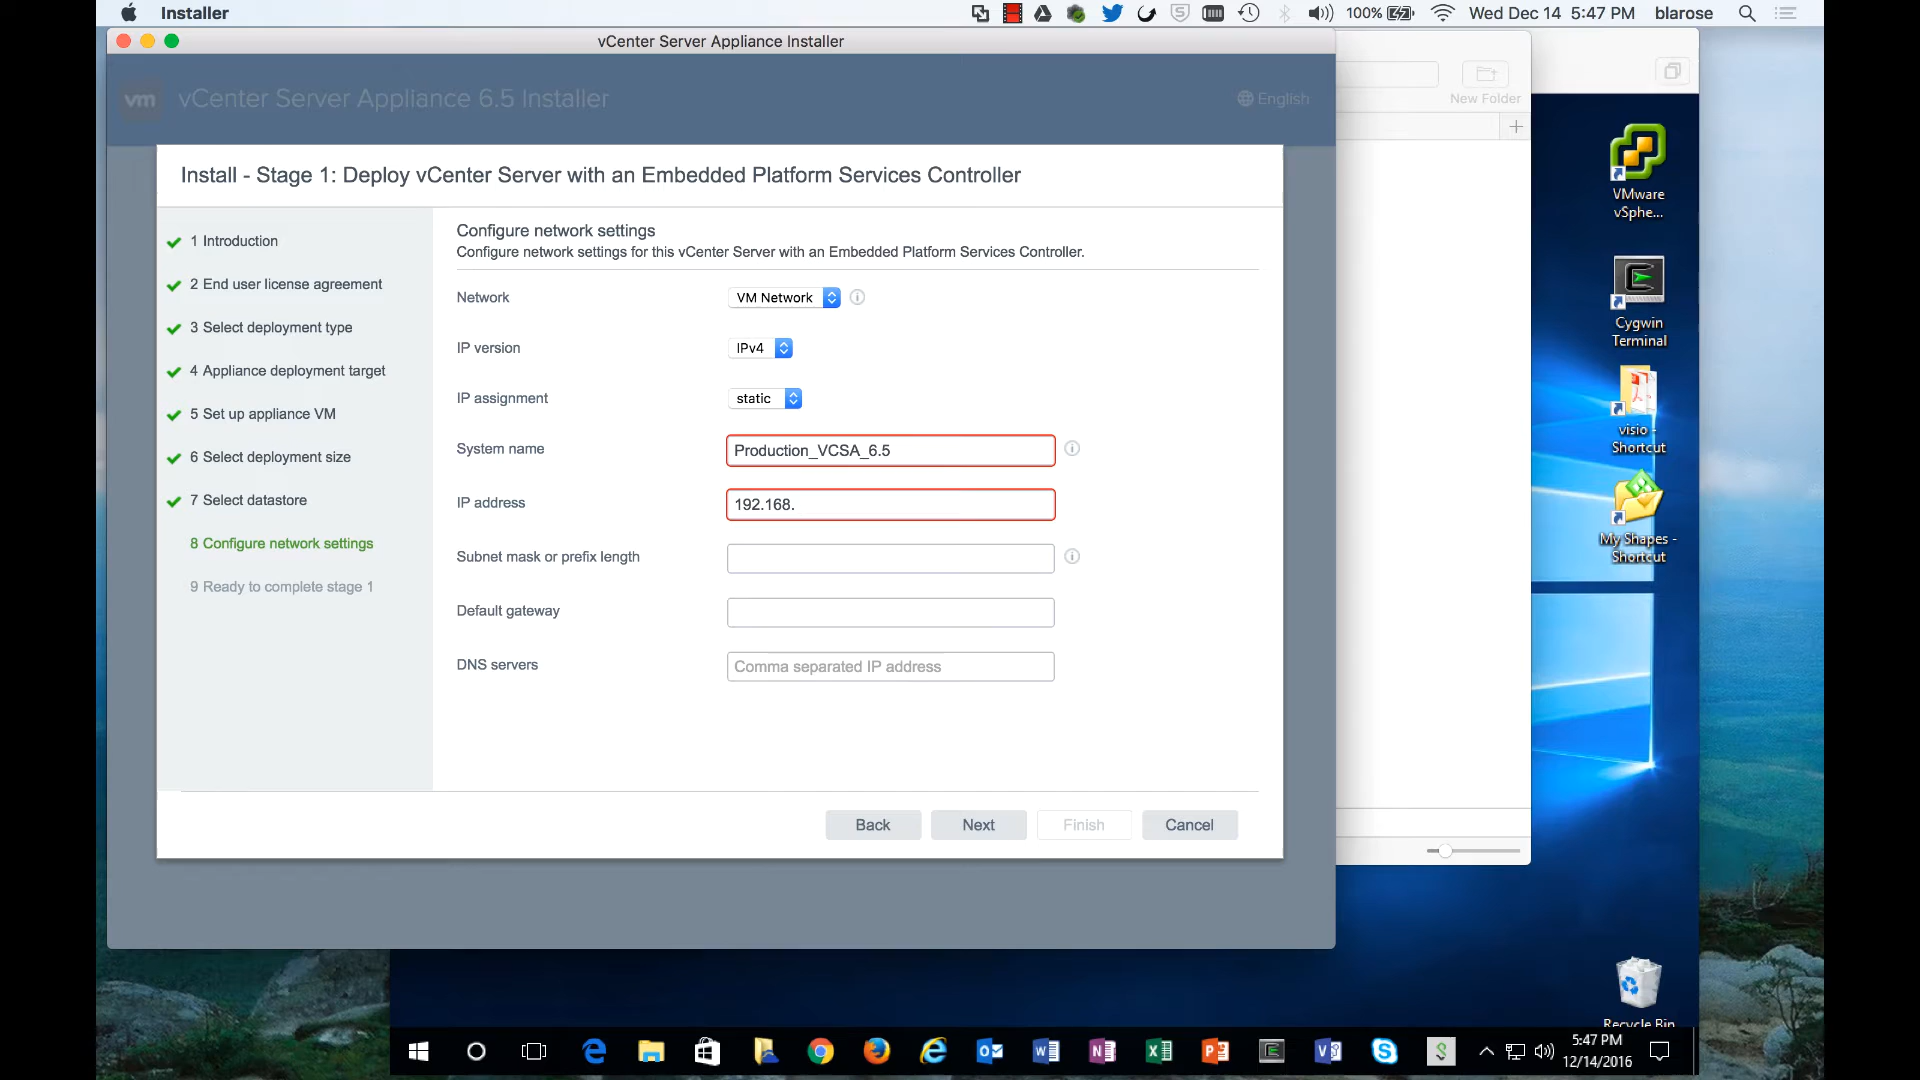 Installer
100%
Wed Dec 14 5:47 PM
blarose
vCenter Server Appliance Installer
vm
vCenter Server Appliance 6.5 Installer
English
New Folder
Install - Stage 1: Deploy vCenter Server with an Embedded Platform Services Controller
1 Introduction
2 End user license agreement
3 Select deployment type
4 Appliance deployment target
5 Set up appliance VM
6 Select deployment size
7 Select datastore
8 Configure network settings
9 Ready to complete stage 1
Configure network settings
Configure network settings for this vCenter Server with an Embedded Platform Services Controller.
Network
VM Network
IP version
IPv4
IP assignment
static
System name
Production_VCSA_6.5
IP address
192.168.
Subnet mask or prefix length
Default gateway
DNS servers
Comma separated IP address
Back
Next
Finish
Cancel
VMware
vSphe...
Cygwin
Terminal
visio -
Shortcut
My Shapes -
Shortcut
Recycle Bin
5:47 PM
12/14/2016